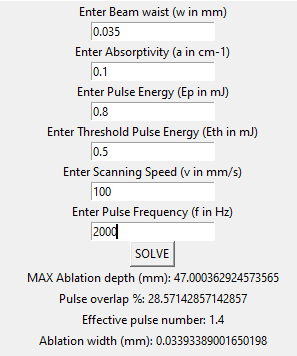 Enter Beam waist (w in mm)
0.035
Enter Absorptivity (a in cm-1)
0.1
Enter Pulse Energy (Ep in mJ)
0.8
Enter Threshold Pulse Energy (Eth in mJ)
0.5
Enter Scanning Speed (v in mm/s)
100
Enter Pulse Frequency (f in Hz)
2000
SOLVE
MAX Ablation depth (mm): 47.000362924573565
Pulse overlap %: 28.57142857142857
Effective pulse number: 1.4
Ablation width (mm): 0.03393389001650198